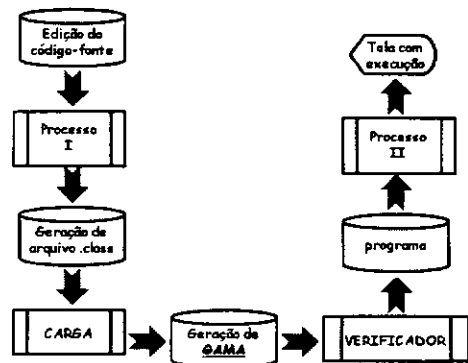 Edição do
código-fonte
Processo
I
Geração de
arquivo .class
CARGA
Geração de
GAMA
VERIFICADOR
programa
Processo
II
Tela com
execução